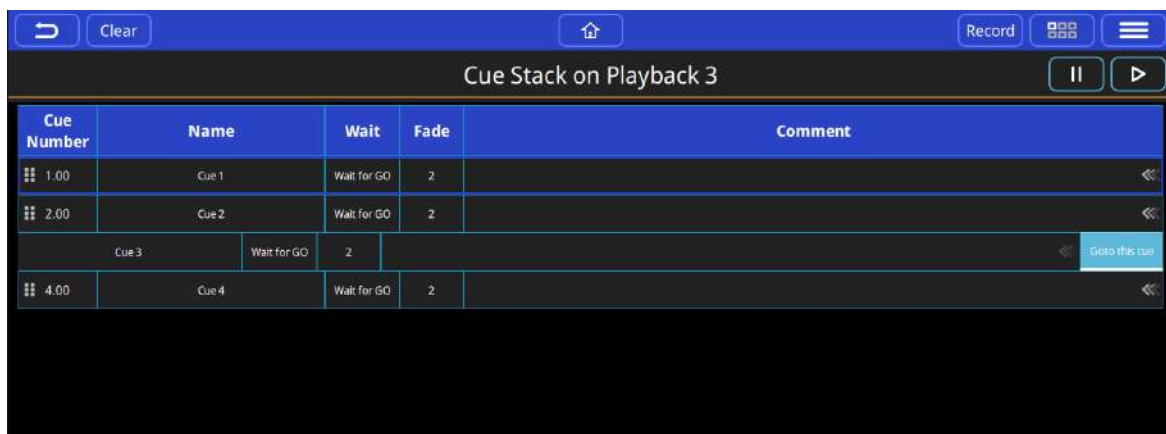 Clear Record
Cue Stack on Playback 3
Cue Number Name Wait Fade Comment
1.00 Cue 1 Wait for GO 2
2.00 Cue 2 Wait for GO 2
Cue 3 Wait for GO 2 Goto this cue
4.00 Cue 4 Wait for GO 2